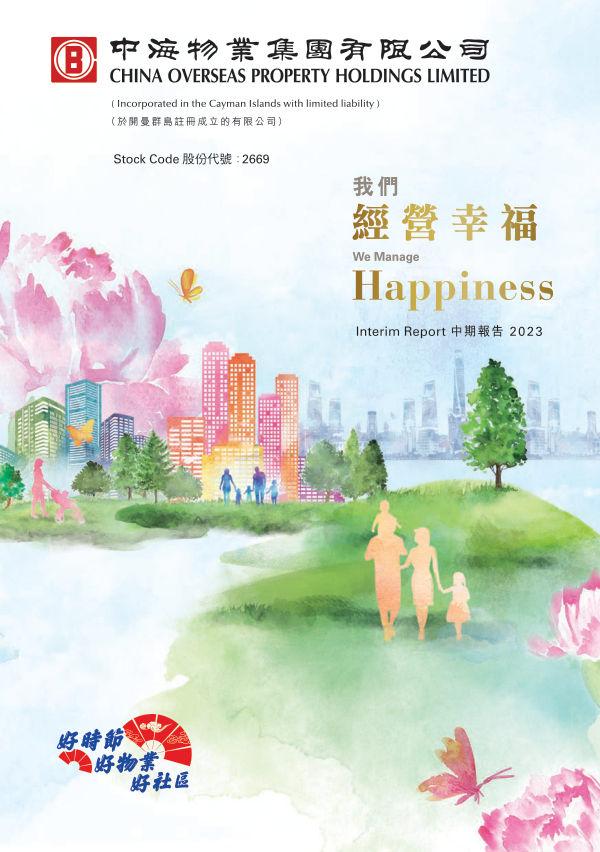 中海物業集團有限公司
CHINA OVERSEAS PROPERTY HOLDINGS LIMITED
( Incorporated in the Cayman Islands with limited liability )
（於開曼群島註冊成立的有限公司）
Stock Code 股份代號 : 2669
我們
經營幸福
We Manage
Happiness
Interim Report 中期報告 2023
好時節
好物業
好社區